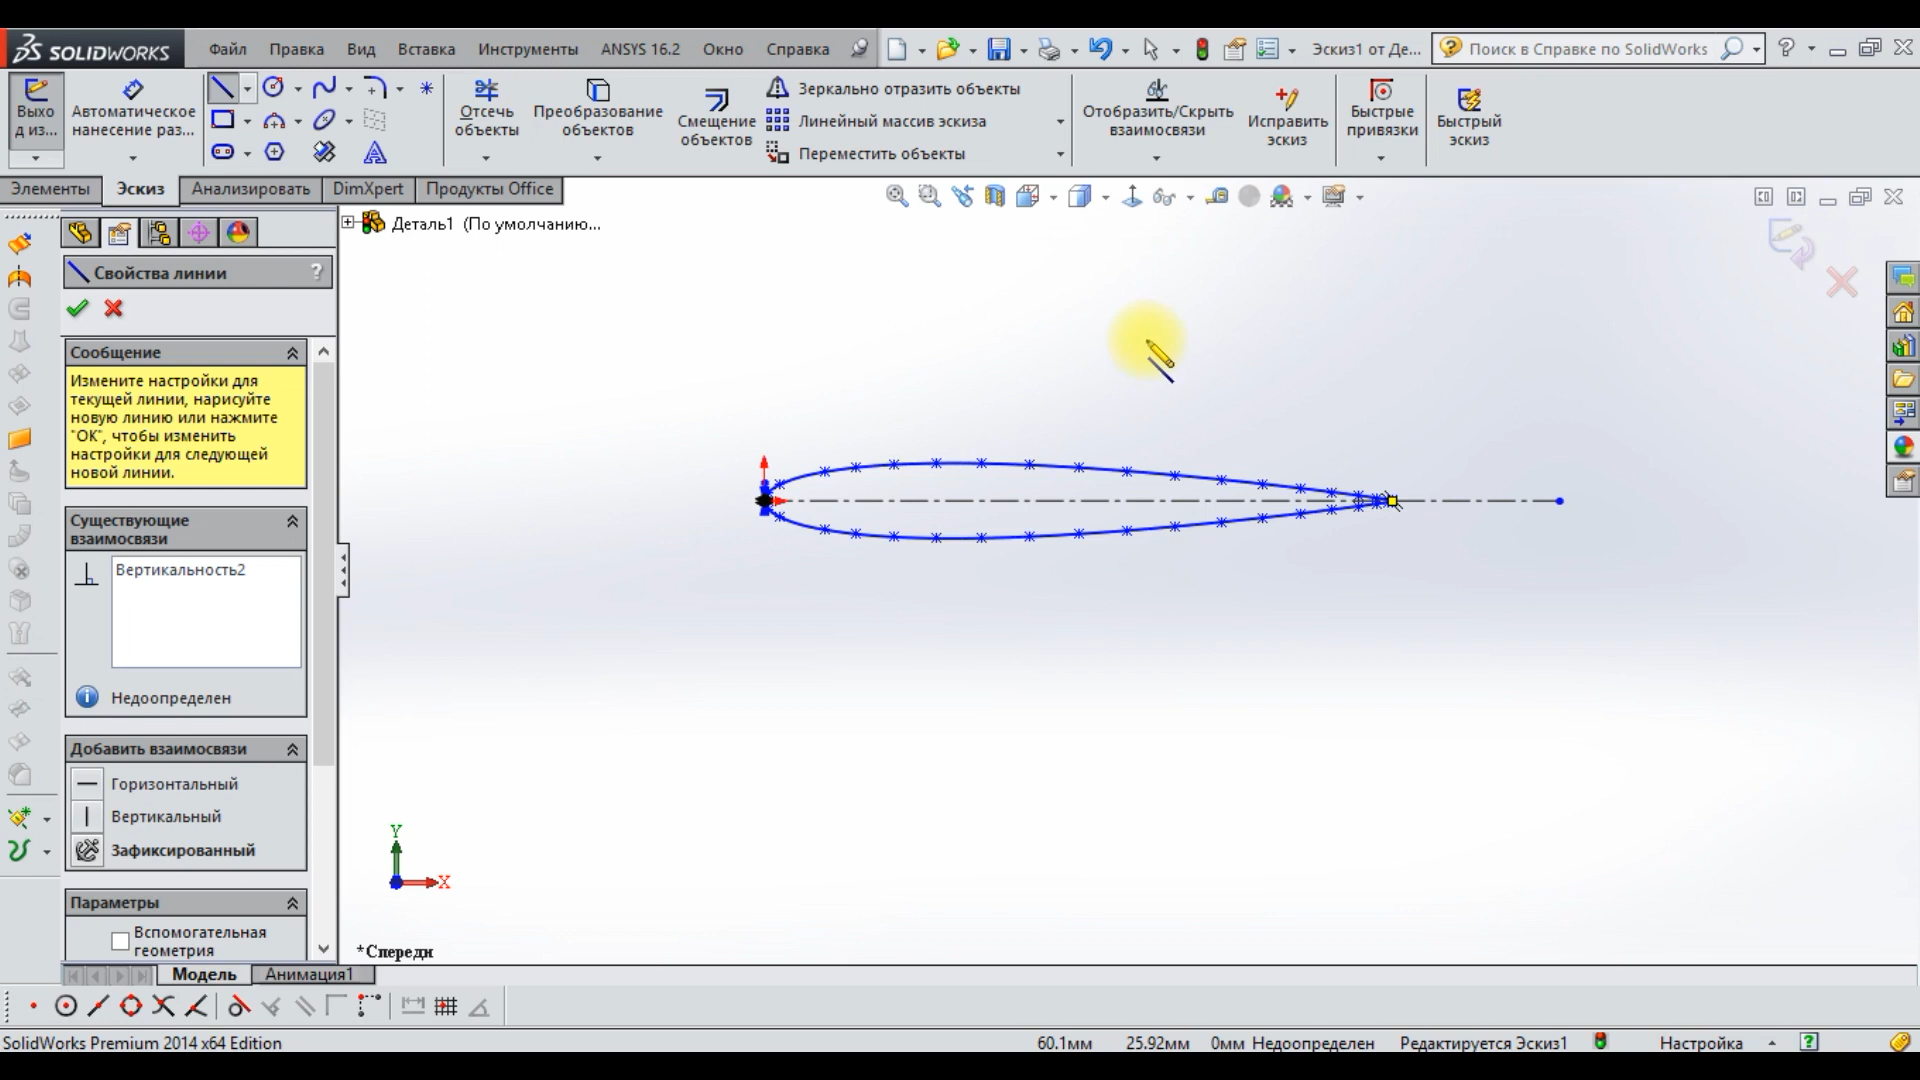 SOLIDWORKS
Файл Правка Вид Вставка Инструменты ANSYS 16.2 Окно Справка
Эскиз1 от Де...
Поиск в Справке по SolidWorks
Выхо
д из...
Автоматическое
нанесение раз...
Отсечь
объекты
Преобразование
объектов
Смещение
объектов
Зеркально отразить объекты
Линейный массив эскиза
Переместить объекты
Отобразить/Скрыть
взаимосвязи
Исправить
эскиз
Быстрые
привязки
Быстрый
эскиз
Элементы Эскиз Анализировать DimXpert Продукты Office
Деталь1 (По умолчанию...
Свойства линии ?
Сообщение
Измените настройки для
текущей линии, нарисуйте
новую линию или нажмите
"ОК", чтобы изменить
настройки для следующей
новой линии.
Существующие
взаимосвязи
Вертикальность2
Недоопределен
Добавить взаимосвязи
Горизонтальный
Вертикальный
Зафиксированный
Параметры
Вспомогательная
геометрия
Y
X
*Спереди
Модель Анимация1
SolidWorks Premium 2014 x64 Edition
60.1мм 25.92мм 0мм Недоопределен Редактируется Эскиз1 Настройка